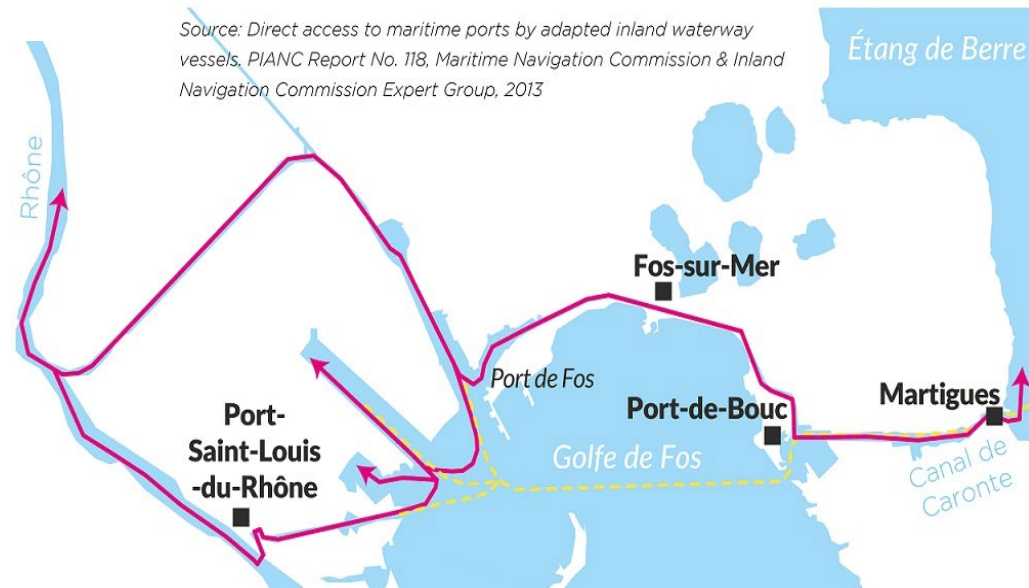 Source: Direct access to maritime ports by adapted inland waterway
vessels. PIANC Report No. 118, Maritime Navigation Commission & Inland
Navigation Commission Expert Group, 2013
Étang de Berre
Rhône
Fos-sur-Mer
Port de Fos
Port-de-Bouc
Martigues
Port-
Saint-Louis
-du-Rhône
Golfe de Fos
Canal de
Caronte